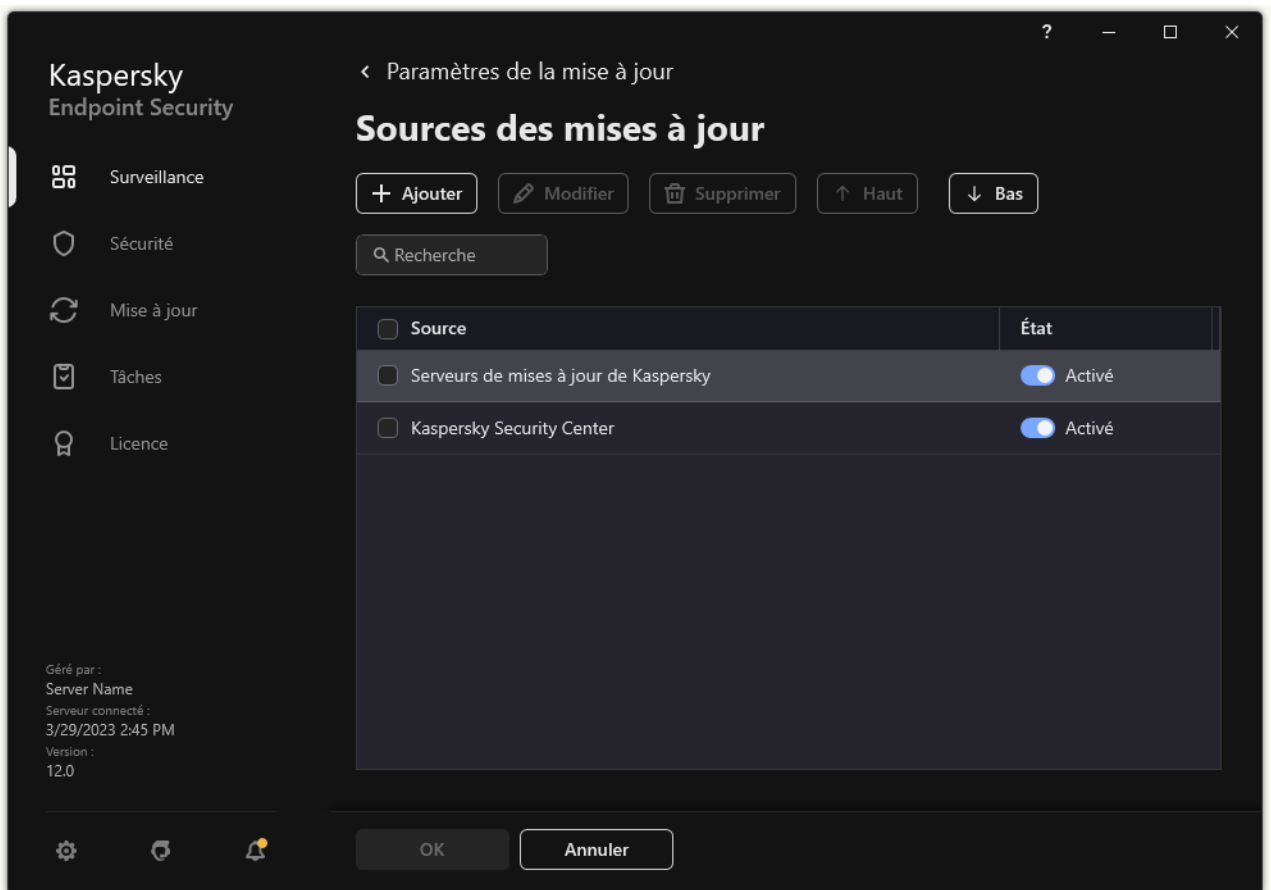 ?
Kaspersky
Endpoint Security
Surveillance
Sécurité
Mise à jour
Tâches
Licence
Géré par :
Server Name
Serveur connecté :
3/29/2023 2:45 PM
Version :
12.0
Paramètres de la mise à jour
Sources des mises à jour
Ajouter Modifier Supprimer Haut Bas
Recherche
Source État
Serveurs de mises à jour de Kaspersky Activé
Kaspersky Security Center Activé
OK Annuler